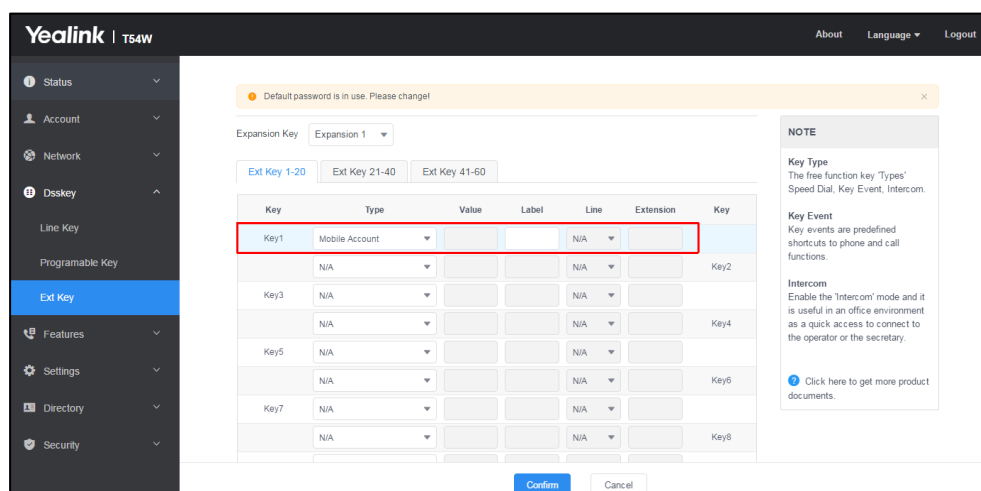 Yealink | T54W
About Language Logout
Status
Account
Network
Dsskey
Line Key
Programable Key
Ext Key
Features
Settings
Directory
Security
Default password is in use. Please change!
Expansion Key Expansion 1
Ext Key 1-20 Ext Key 21-40 Ext Key 41-60
Key Type Value Label Line Extension Key
Key1 Mobile Account N/A
N/A N/A Key2
Key3 N/A N/A
N/A N/A Key4
Key5 N/A N/A
N/A N/A Key6
Key7 N/A N/A
N/A N/A Key8
Confirm Cancel
NOTE
Key Type
The free function key 'Types'
Speed Dial, Key Event, Intercom.
Key Event
Key events are predefined
shortcuts to phone and call
functions.
Intercom
Enable the 'Intercom' mode and it
is useful in an office environment
as a quick access to connect to
the operator or the secretary.
Click here to get more product
documents.